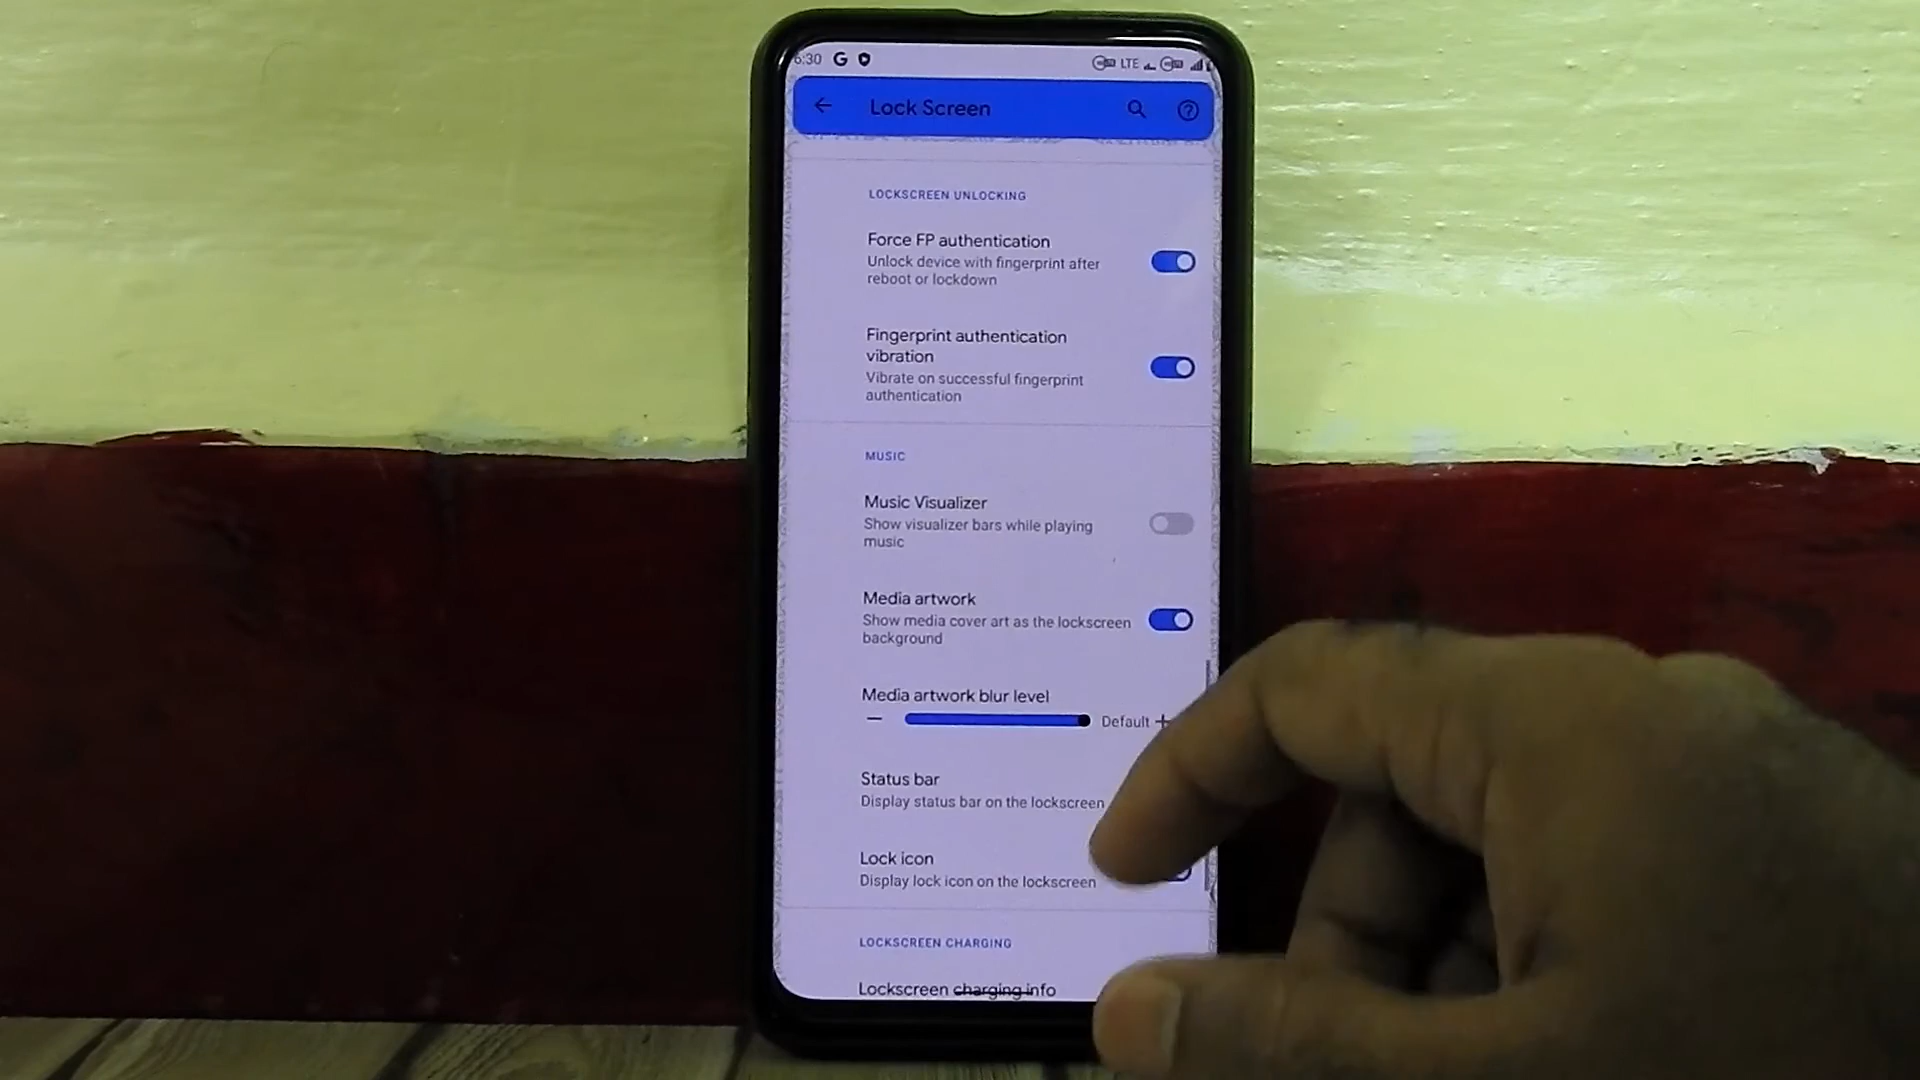 6:30 G LTE
Lock Screen
LOCKSCREEN UNLOCKING
Force FP authentication
Unlock device with fingerprint after
reboot or lockdown
Fingerprint authentication
vibration
Vibrate on successful fingerprint
authentication
MUSIC
Music Visualizer
Show visualizer bars while playing
music
Media artwork
Show media cover art as the lockscreen
background
Media artwork blur level
Default
Status bar
Display status bar on the lockscreen
Lock icon
Display lock icon on the lockscreen
LOCKSCREEN CHARGING
Lockscreen charging info